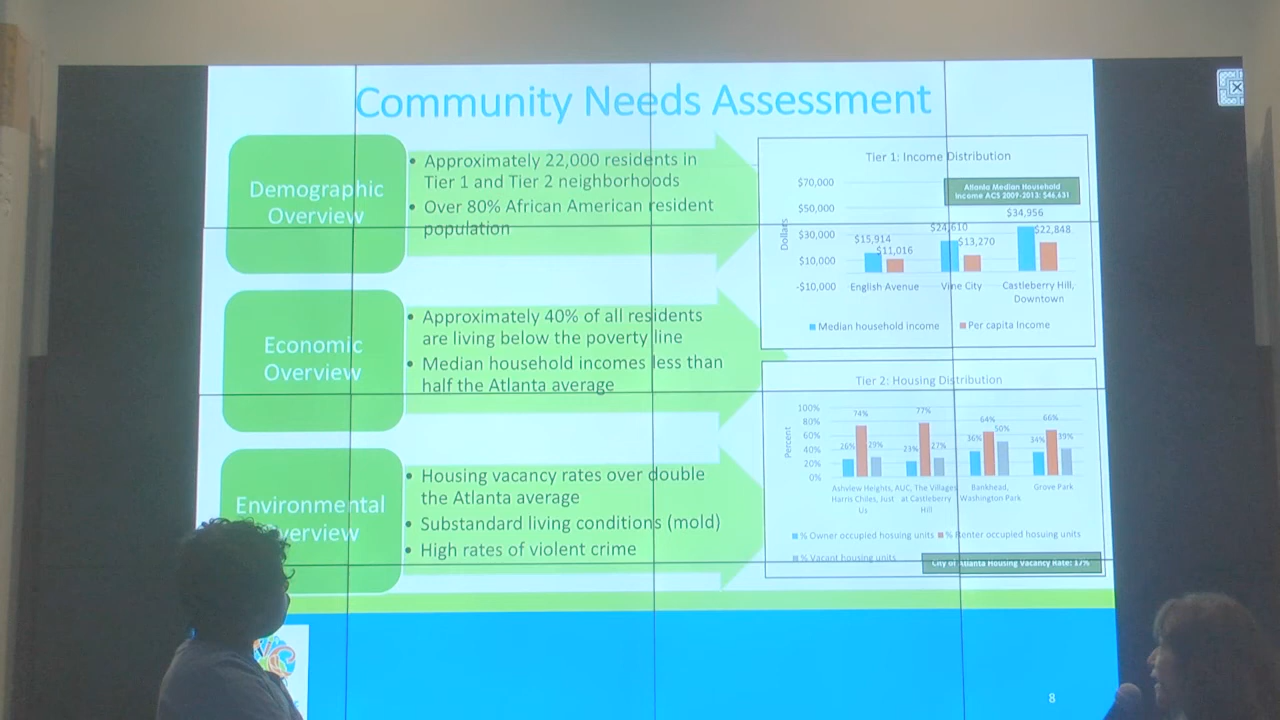 Community Needs Assessment
Demographic
Overview
• Approximately 22,000 residents in
Tier 1 and Tier 2 neighborhoods
• Over 80% African American resident
population
Economic
Overview
• Approximately 40% of all residents
are living below the poverty line
• Median household incomes less than
half the Atlanta average
Environmental
Overview
• Housing vacancy rates over double
the Atlanta average
• Substandard living conditions (mold)
• High rates of violent crime
Tier 1: Income Distribution
Atlanta Median Household
Income ACS 2009-2013: $46,631
Dollars
$70,000
$50,000
$30,000
$10,000
-$10,000
$15,914
$11,016
$24,610
$13,270
$34,956
$22,848
English Avenue
Vine City
Castleberry Hill,
Downtown
Median household income
Per capita Income
Tier 2: Housing Distribution
Percent
100%
80%
60%
40%
20%
0%
26%
74%
29%
23%
77%
27%
36%
64%
50%
34%
66%
39%
Ashview Heights,
Harris Chiles, Just
Us
AUC, The Villages
at Castleberry
Hill
Bankhead,
Washington Park
Grove Park
% Owner occupied hosuing units
% Renter occupied hosuing units
% Vacant housing units
City of Atlanta Housing Vacancy Rate: 17%
8